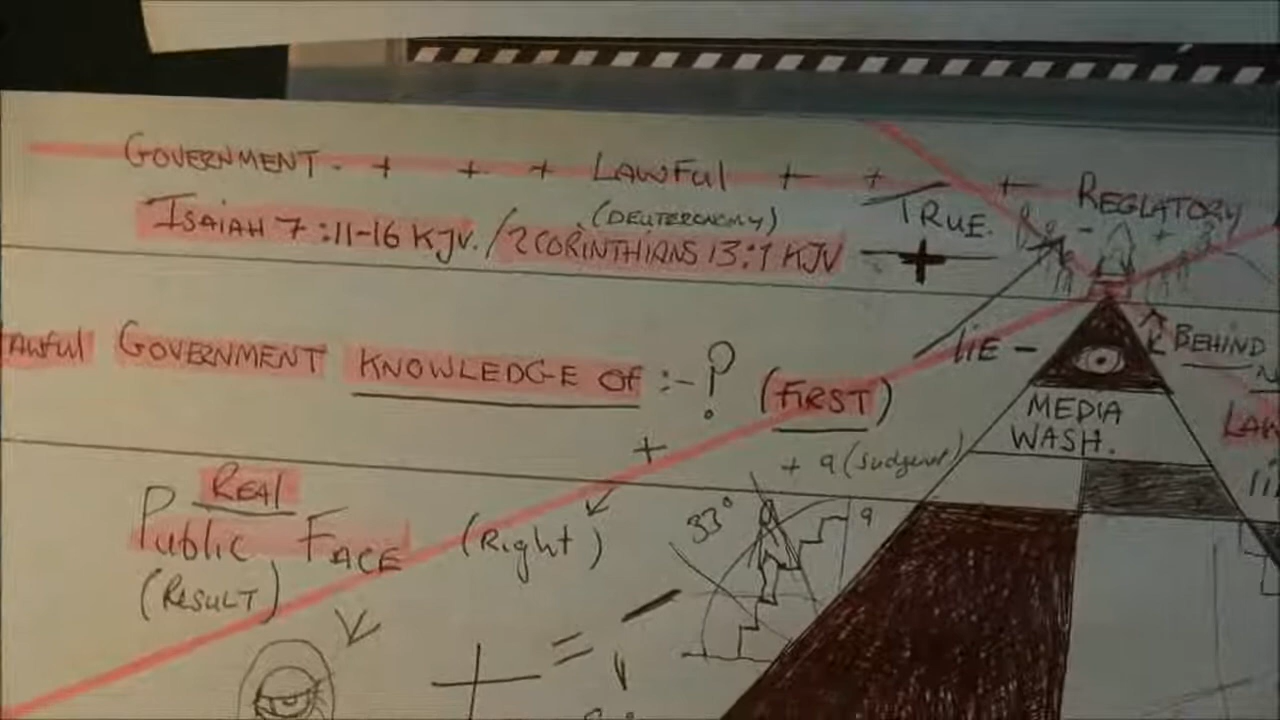 GOVERNMENT. + + + LAWFUL + + + REGLATORY
(DEUTERONOMY) TRUE.
ISAIAH 7:11-16 KJV. / 2 CORINTHIANS 13:1 KJV +
lIE - BEHIND
AWFUL GOVERNMENT KNOWLEDGE OF :- ? (FIRST)
MEDIA
WASH.
LAW
+ + 9
REAL
PUBLIC FACE (Right)
33° 9
(RESULT)
+ =